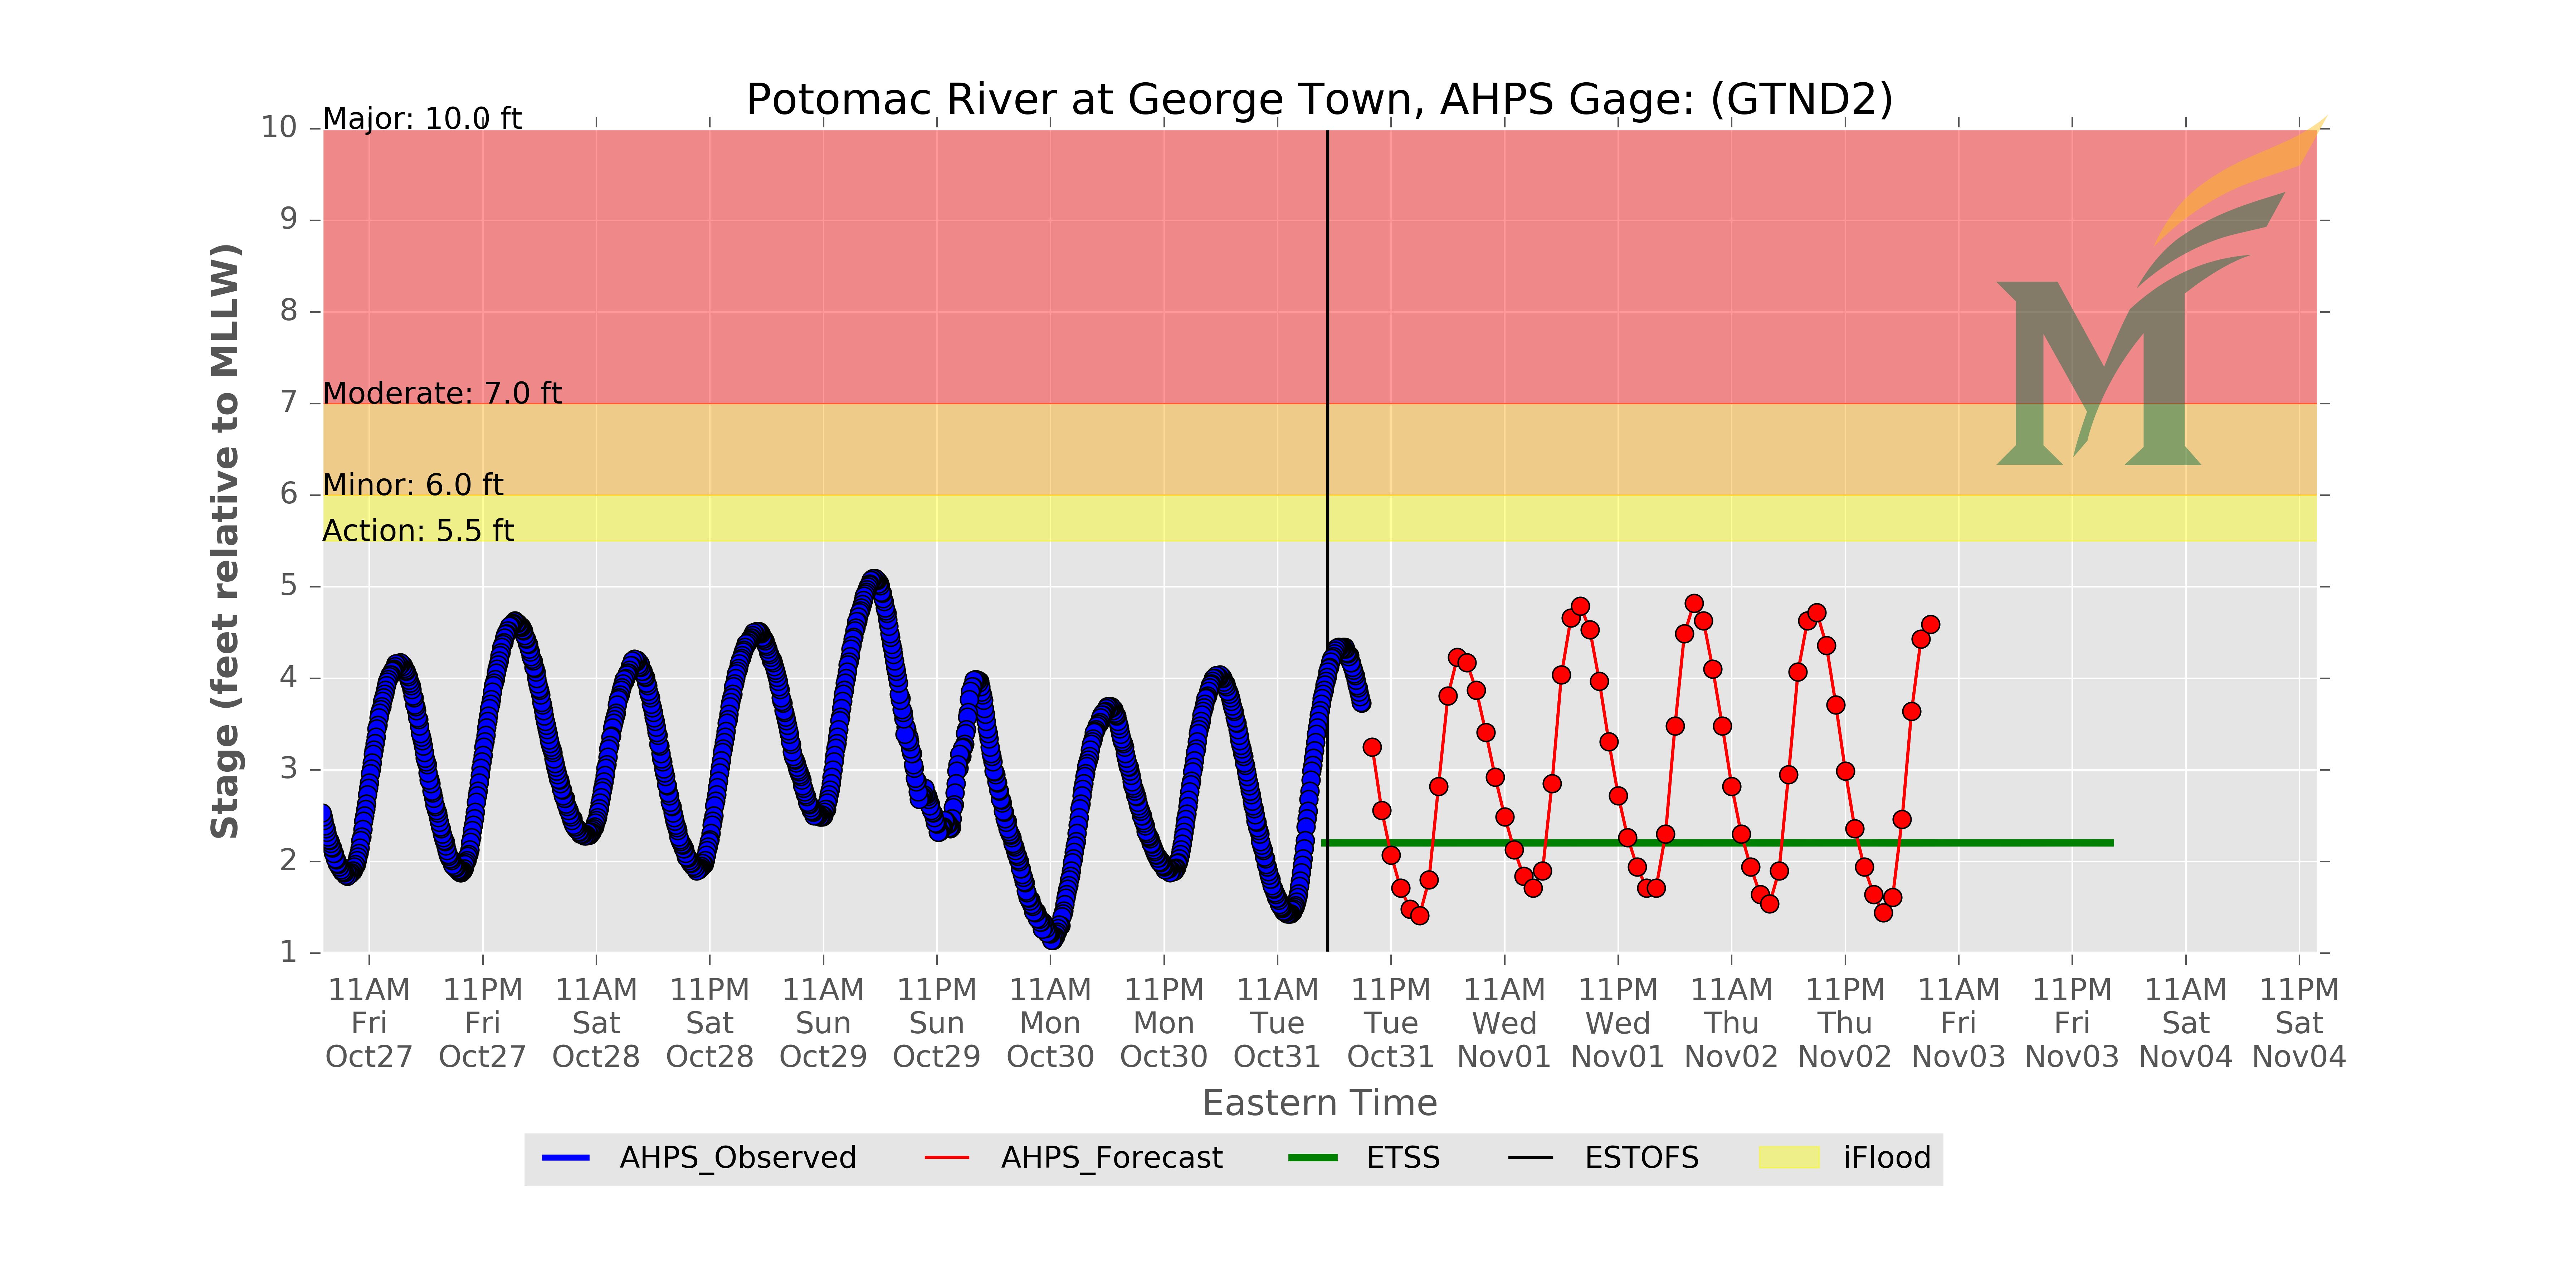 Potomac River at George Town, AHPS Gage: (GTND2)
Major: 10.0 ft
Moderate: 7.0 ft
Minor: 6.0 ft
Action: 5.5 ft
10
9
8
7
6
5
4
3
2
1
Stage (feet relative to MLLW)
11AM 11PM 11AM 11PM 11AM 11PM 11AM 11PM 11AM 11PM 11AM 11PM 11AM 11PM 11AM 11PM 11AM 11PM
Fri Fri Sat Sat Sun Sun Mon Mon Tue Tue Wed Wed Thu Thu Fri Fri Sat Sat
Oct27 Oct27 Oct28 Oct28 Oct29 Oct29 Oct30 Oct30 Oct31 Oct31 Nov01 Nov01 Nov02 Nov02 Nov03 Nov03 Nov04 Nov04
Eastern Time
AHPS_Observed AHPS_Forecast ETSS ESTOFS iFlood